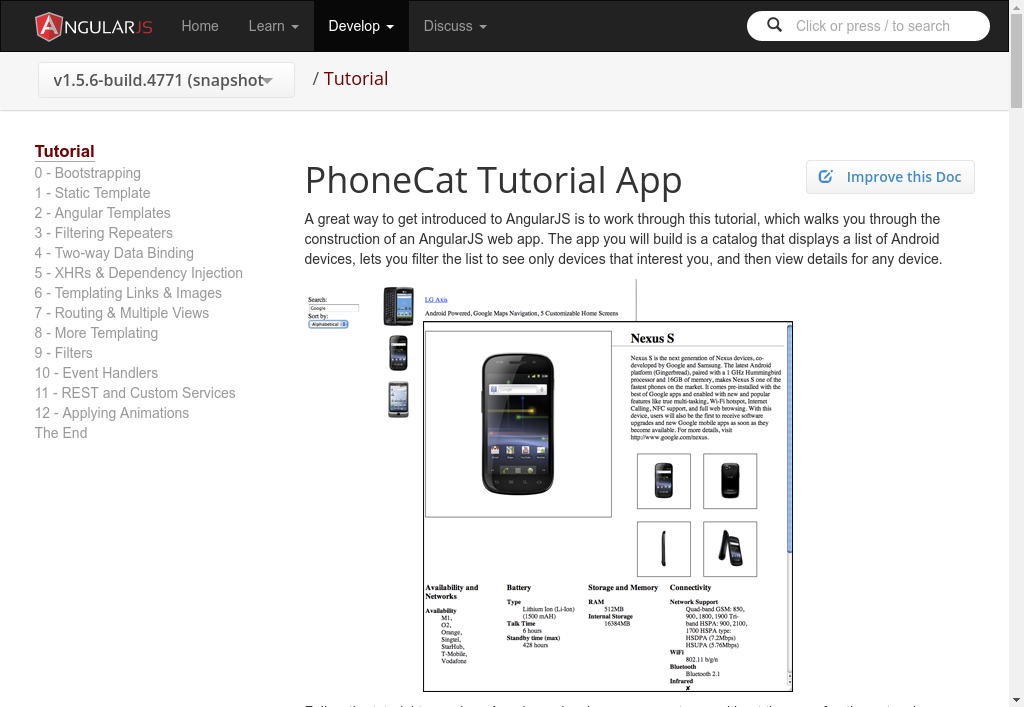 ANGULARJS Home Learn Develop Discuss Click or press / to search
v1.5.6-build.4771 (snapshot / Tutorial
Tutorial
0 - Bootstrapping
1 - Static Template
2 - Angular Templates
3 - Filtering Repeaters
4 - Two-way Data Binding
5 - XHRs & Dependency Injection
6 - Templating Links & Images
7 - Routing & Multiple Views
8 - More Templating
9 - Filters
10 - Event Handlers
11 - REST and Custom Services
12 - Applying Animations
The End
PhoneCat Tutorial App
Improve this Doc
A great way to get introduced to AngularJS is to work through this tutorial, which walks you through the
construction of an AngularJS web app. The app you will build is a catalog that displays a list of Android
devices, lets you filter the list to see only devices that interest you, and then view details for any device.
Search:
Google
Sort by:
Alphabetical
LG Axis
Android Powered, Google Maps Navigation, 5 Customizable Home Screens
Nexus S
Nexus S is the next generation of Nexus devices, co-
developed by Google and Samsung. The latest Android
platform (Gingerbread), paired with a 1 GHz Hummingbird
processor and 16GB of memory, makes Nexus S one of the
fastest phones on the market. It comes pre-installed with the
best of Google apps and enabled with new and popular
features like true multi-tasking, Wi-Fi hotspot, Internet
Calling, NFC support, and full web browsing. With this
device, users will also be the first to receive software
upgrades and new Google mobile apps as soon as they
become available. For more details, visit
http://www.google.com/nexus.
Availability and
Networks
Availability
M1,
O2,
Orange,
Singtel,
StarHub,
T-Mobile,
Vodafone
Battery
Type
Lithium Ion (Li-Ion)
(1500 mAH)
Talk Time
6 hours
Standby time (max)
428 hours
Storage and Memory
RAM
512MB
Internal Storage
16384MB
Connectivity
Network Support
Quad-band GSM: 850,
900, 1800, 1900 Tri-
band HSPA: 900, 2100,
1700 HSPA type:
HSDPA (7.2Mbps)
HSUPA (5.76Mbps)
WiFi
802.11 b/g/n
Bluetooth
Bluetooth 2.1
Infrared
✘